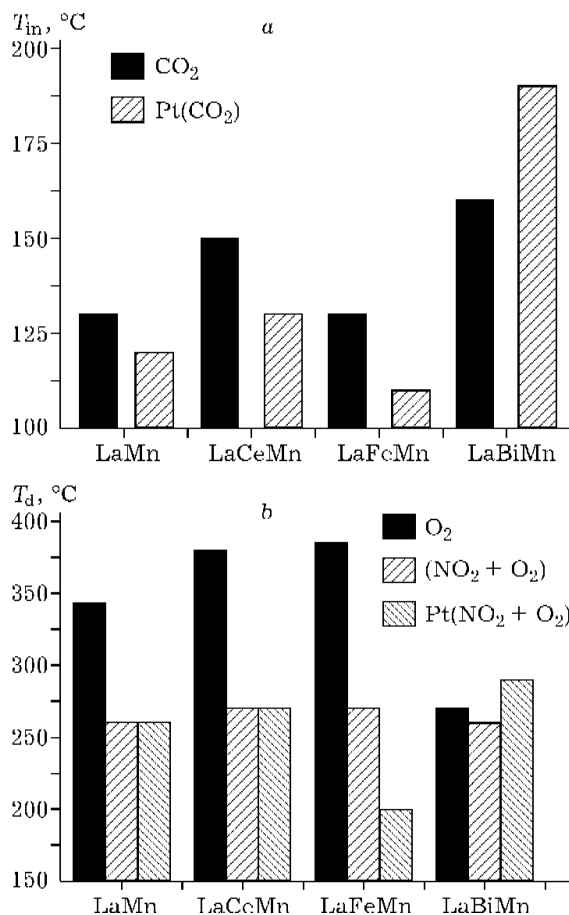 T_in, °C
a
200
CO₂
Pt(CO₂)
175
150
125
100
LaMn
LaCeMn
LaFeMn
LaBiMn
T_d, °C
b
400
O₂
(NO₂ + O₂)
350
Pt(NO₂ + O₂)
300
250
200
150
LaMn
LaCeMn
LaFeMn
LaBiMn